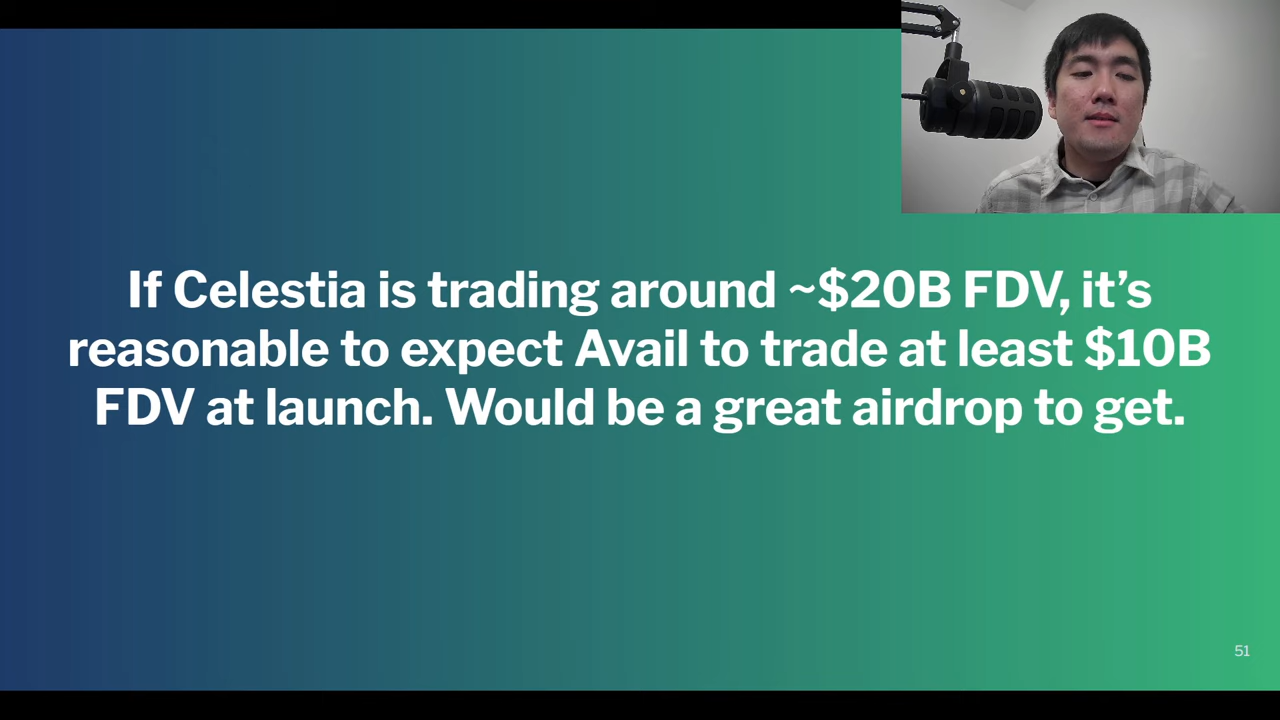 If Celestia is trading around ~$20B FDV, it’s
reasonable to expect Avail to trade at least $10B
FDV at launch. Would be a great airdrop to get.
51